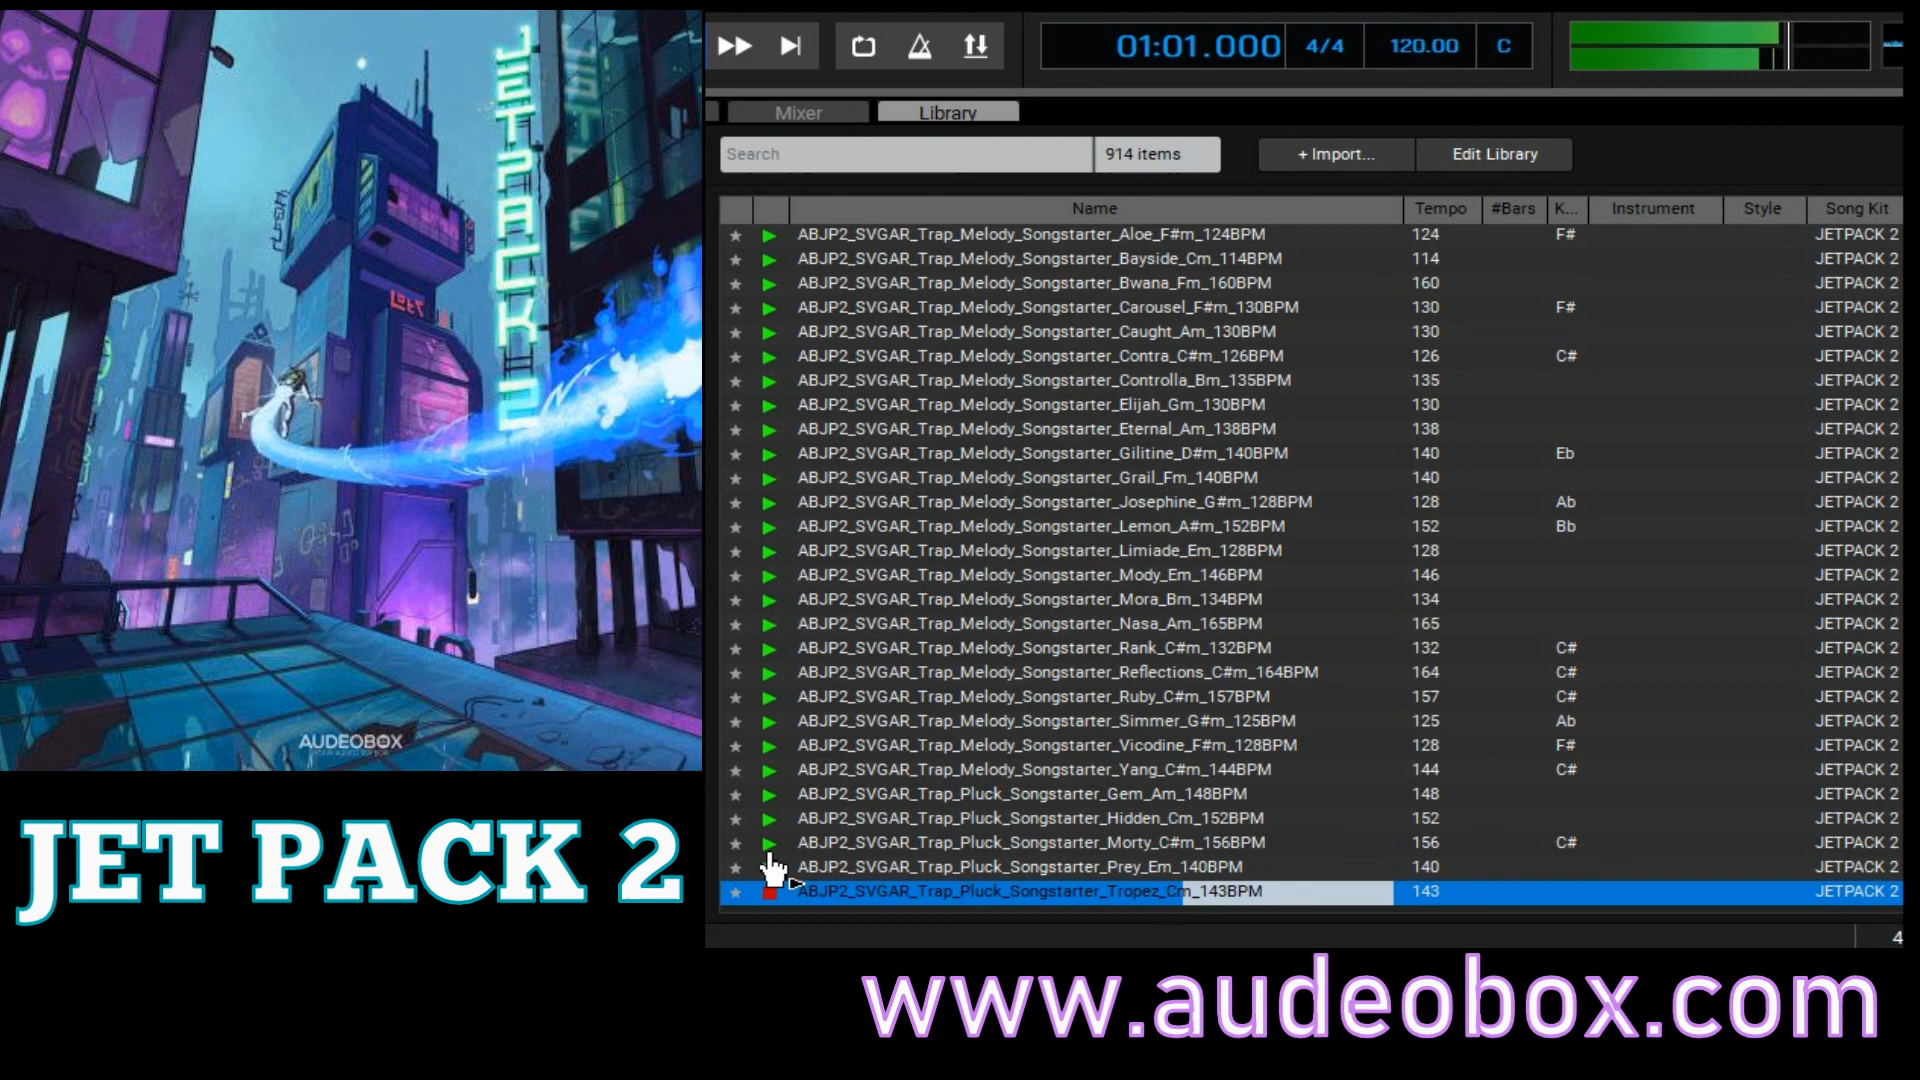 JETPACK 2
LOEC
AUDEOBOX
JET PACK 2
01:01.000 4/4 120.00 C
Mixer Library
Search 914 items + Import... Edit Library
Name Tempo #Bars K... Instrument Style Song Kit
ABJP2_SVGAR_Trap_Melody_Songstarter_Aloe_F#m_124BPM 124 F# JETPACK 2
ABJP2_SVGAR_Trap_Melody_Songstarter_Bayside_Cm_114BPM 114 JETPACK 2
ABJP2_SVGAR_Trap_Melody_Songstarter_Bwana_Fm_160BPM 160 JETPACK 2
ABJP2_SVGAR_Trap_Melody_Songstarter_Carousel_F#m_130BPM 130 F# JETPACK 2
ABJP2_SVGAR_Trap_Melody_Songstarter_Caught_Am_130BPM 130 JETPACK 2
ABJP2_SVGAR_Trap_Melody_Songstarter_Contra_C#m_126BPM 126 C# JETPACK 2
ABJP2_SVGAR_Trap_Melody_Songstarter_Controlla_Bm_135BPM 135 JETPACK 2
ABJP2_SVGAR_Trap_Melody_Songstarter_Elijah_Gm_130BPM 130 JETPACK 2
ABJP2_SVGAR_Trap_Melody_Songstarter_Eternal_Am_138BPM 138 JETPACK 2
ABJP2_SVGAR_Trap_Melody_Songstarter_Gilitine_D#m_140BPM 140 Eb JETPACK 2
ABJP2_SVGAR_Trap_Melody_Songstarter_Grail_Fm_140BPM 140 JETPACK 2
ABJP2_SVGAR_Trap_Melody_Songstarter_Josephine_G#m_128BPM 128 Ab JETPACK 2
ABJP2_SVGAR_Trap_Melody_Songstarter_Lemon_A#m_152BPM 152 Bb JETPACK 2
ABJP2_SVGAR_Trap_Melody_Songstarter_Limiade_Em_128BPM 128 JETPACK 2
ABJP2_SVGAR_Trap_Melody_Songstarter_Mody_Em_146BPM 146 JETPACK 2
ABJP2_SVGAR_Trap_Melody_Songstarter_Mora_Bm_134BPM 134 JETPACK 2
ABJP2_SVGAR_Trap_Melody_Songstarter_Nasa_Am_165BPM 165 JETPACK 2
ABJP2_SVGAR_Trap_Melody_Songstarter_Rank_C#m_132BPM 132 C# JETPACK 2
ABJP2_SVGAR_Trap_Melody_Songstarter_Reflections_C#m_164BPM 164 C# JETPACK 2
ABJP2_SVGAR_Trap_Melody_Songstarter_Ruby_C#m_157BPM 157 C# JETPACK 2
ABJP2_SVGAR_Trap_Melody_Songstarter_Simmer_G#m_125BPM 125 Ab JETPACK 2
ABJP2_SVGAR_Trap_Melody_Songstarter_Vicodine_F#m_128BPM 128 F# JETPACK 2
ABJP2_SVGAR_Trap_Melody_Songstarter_Yang_C#m_144BPM 144 C# JETPACK 2
ABJP2_SVGAR_Trap_Pluck_Songstarter_Gem_Am_148BPM 148 JETPACK 2
ABJP2_SVGAR_Trap_Pluck_Songstarter_Hidden_Cm_152BPM 152 JETPACK 2
ABJP2_SVGAR_Trap_Pluck_Songstarter_Morty_C#m_156BPM 156 C# JETPACK 2
ABJP2_SVGAR_Trap_Pluck_Songstarter_Prey_Em_140BPM 140 JETPACK 2
ABJP2_SVGAR_Trap_Pluck_Songstarter_Tropez_Cm_143BPM 143 JETPACK 2
4
www.audeobox.com